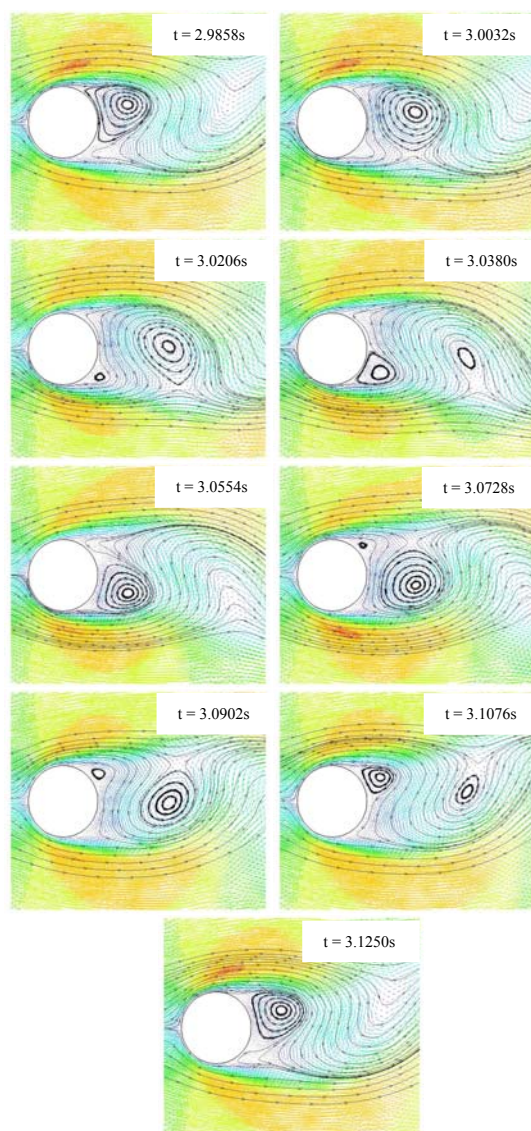 t = 2.9858s
t = 3.0032s
t = 3.0206s
t = 3.0380s
t = 3.0554s
t = 3.0728s
t = 3.0902s
t = 3.1076s
t = 3.1250s